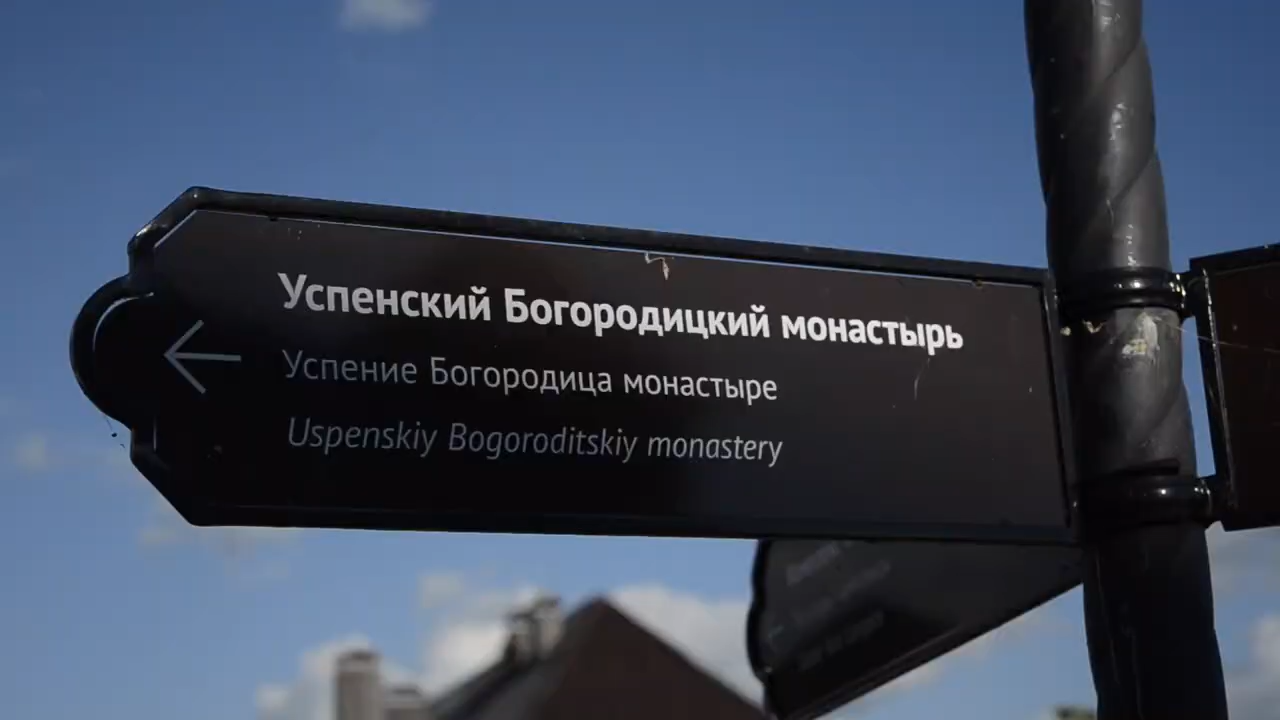 Успенский Богородицкий монастырь
Успение Богородица монастыре
Uspenskiy Bogoroditskiy monastery